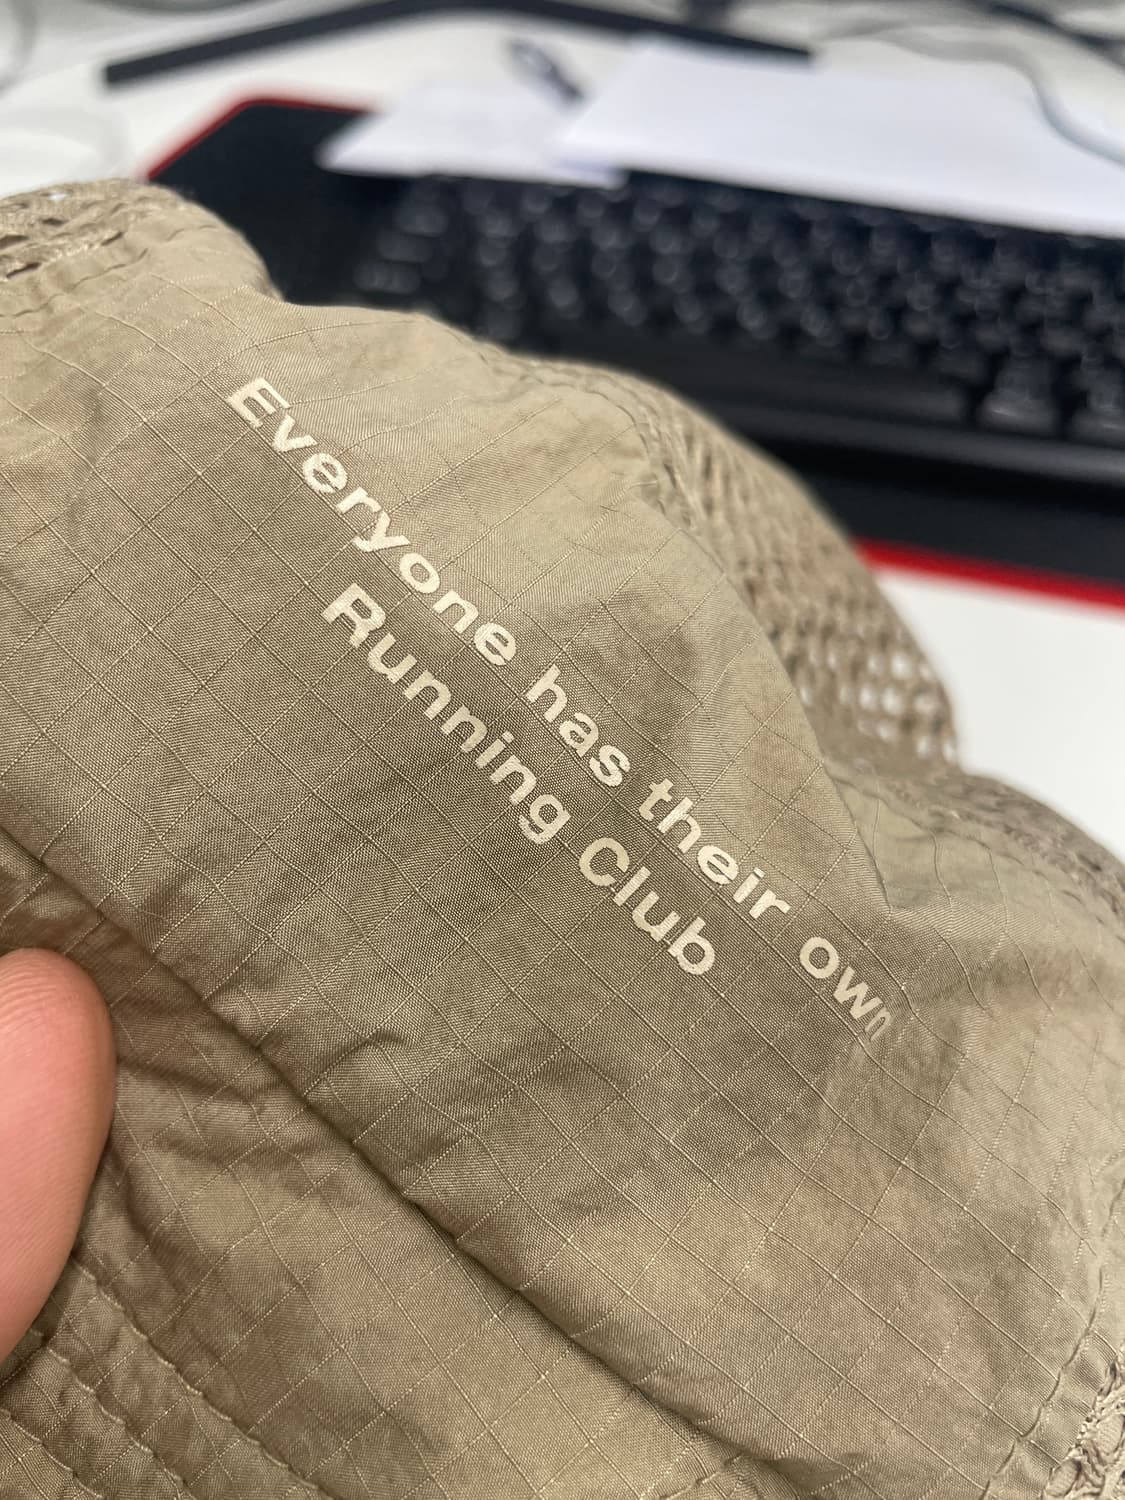 Everyone has their own
Running Club